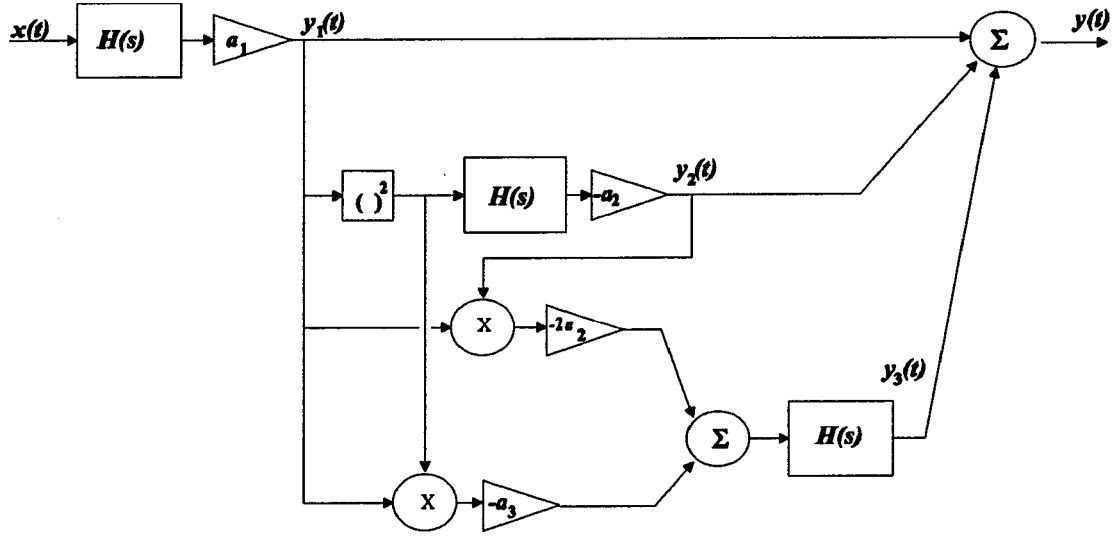 x(t)
H(s)
a₁
y₁(t)
Σ
y(t)
( )²
H(s)
-a₂
y₂(t)
X
-2a₂
y₃(t)
Σ
H(s)
X
-a₃